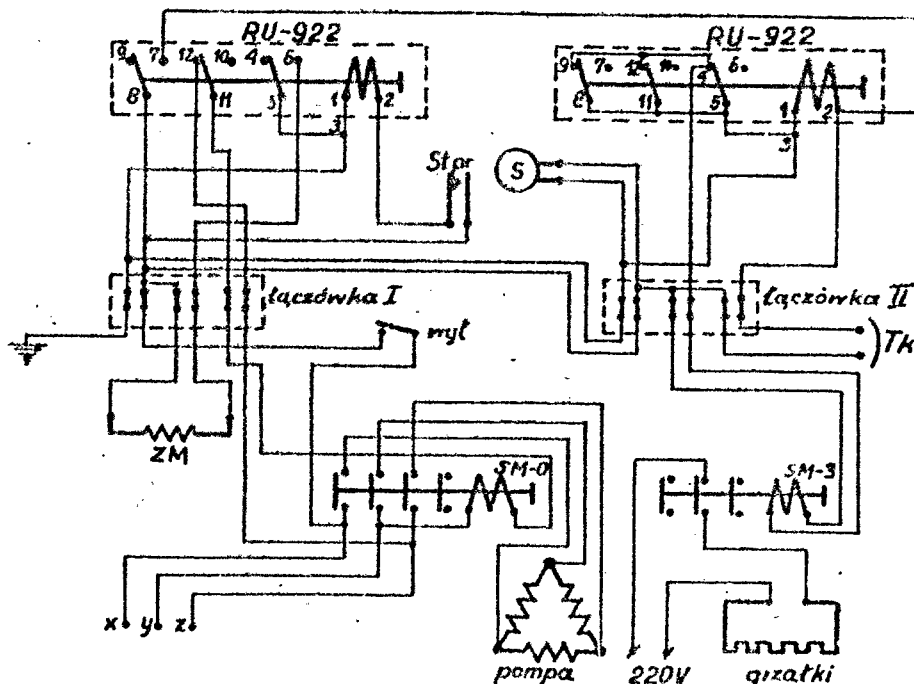 RU-922
RU-922
9 7 12 10 4 6
8 11 5 1 2
3
9 7 12 4 6
8 11 5 1 2
3
Stop
S
łączówka I
łączówka II
wył
Tk
ZM
SM-0
SM-3
x y z
pompa
220V
grzałki